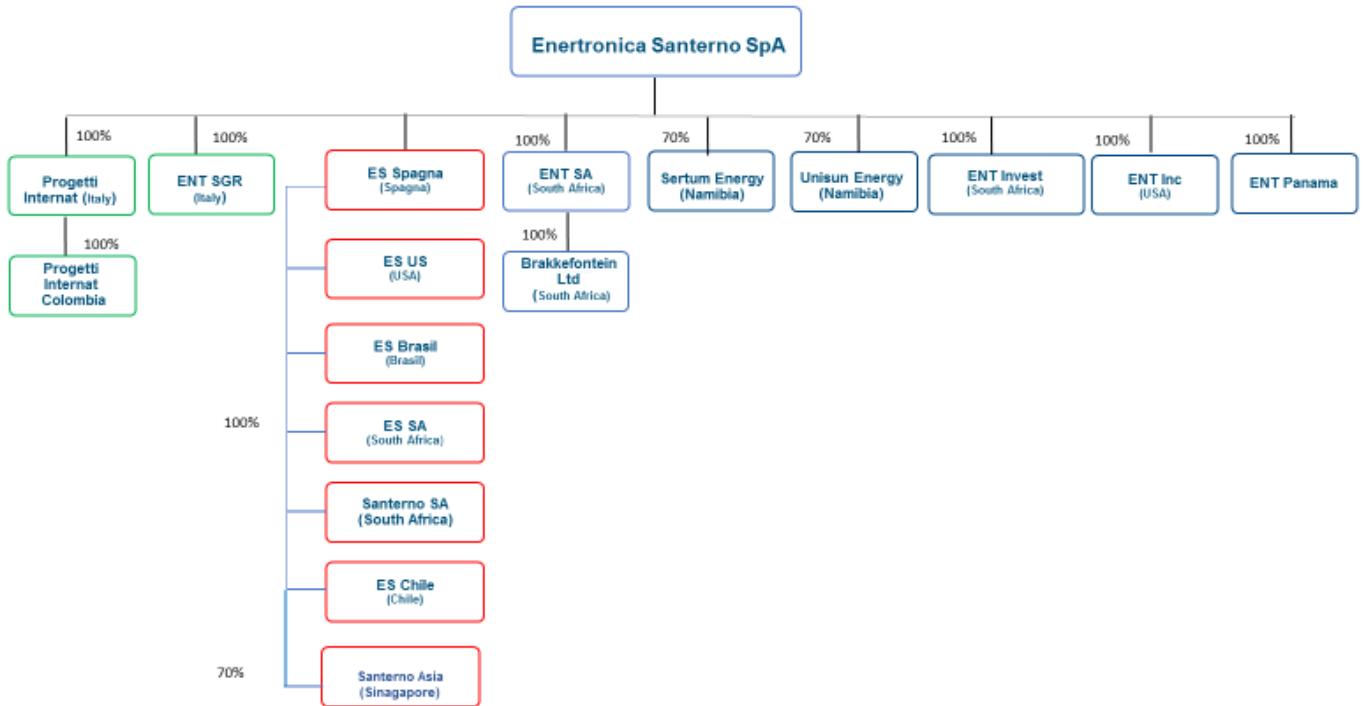 Enertronica Santerno SpA
100%
100%
100%
70%
70%
100%
100%
100%
Progetti
Internat (Italy)
ENT SGR
(Italy)
ES Spagna
(Spagna)
ENT SA
(South Africa)
Sertum Energy
(Namibia)
Unisun Energy
(Namibia)
ENT Invest
(South Africa)
ENT Inc
(USA)
ENT Panama
100%
100%
Progetti
Internat
Colombia
ES US
(USA)
Brakkefontein
Ltd
(South Africa)
ES Brasil
(Brasil)
100%
ES SA
(South Africa)
Santerno SA
(South Africa)
ES Chile
(Chile)
70%
Santerno Asia
(Sinagapore)